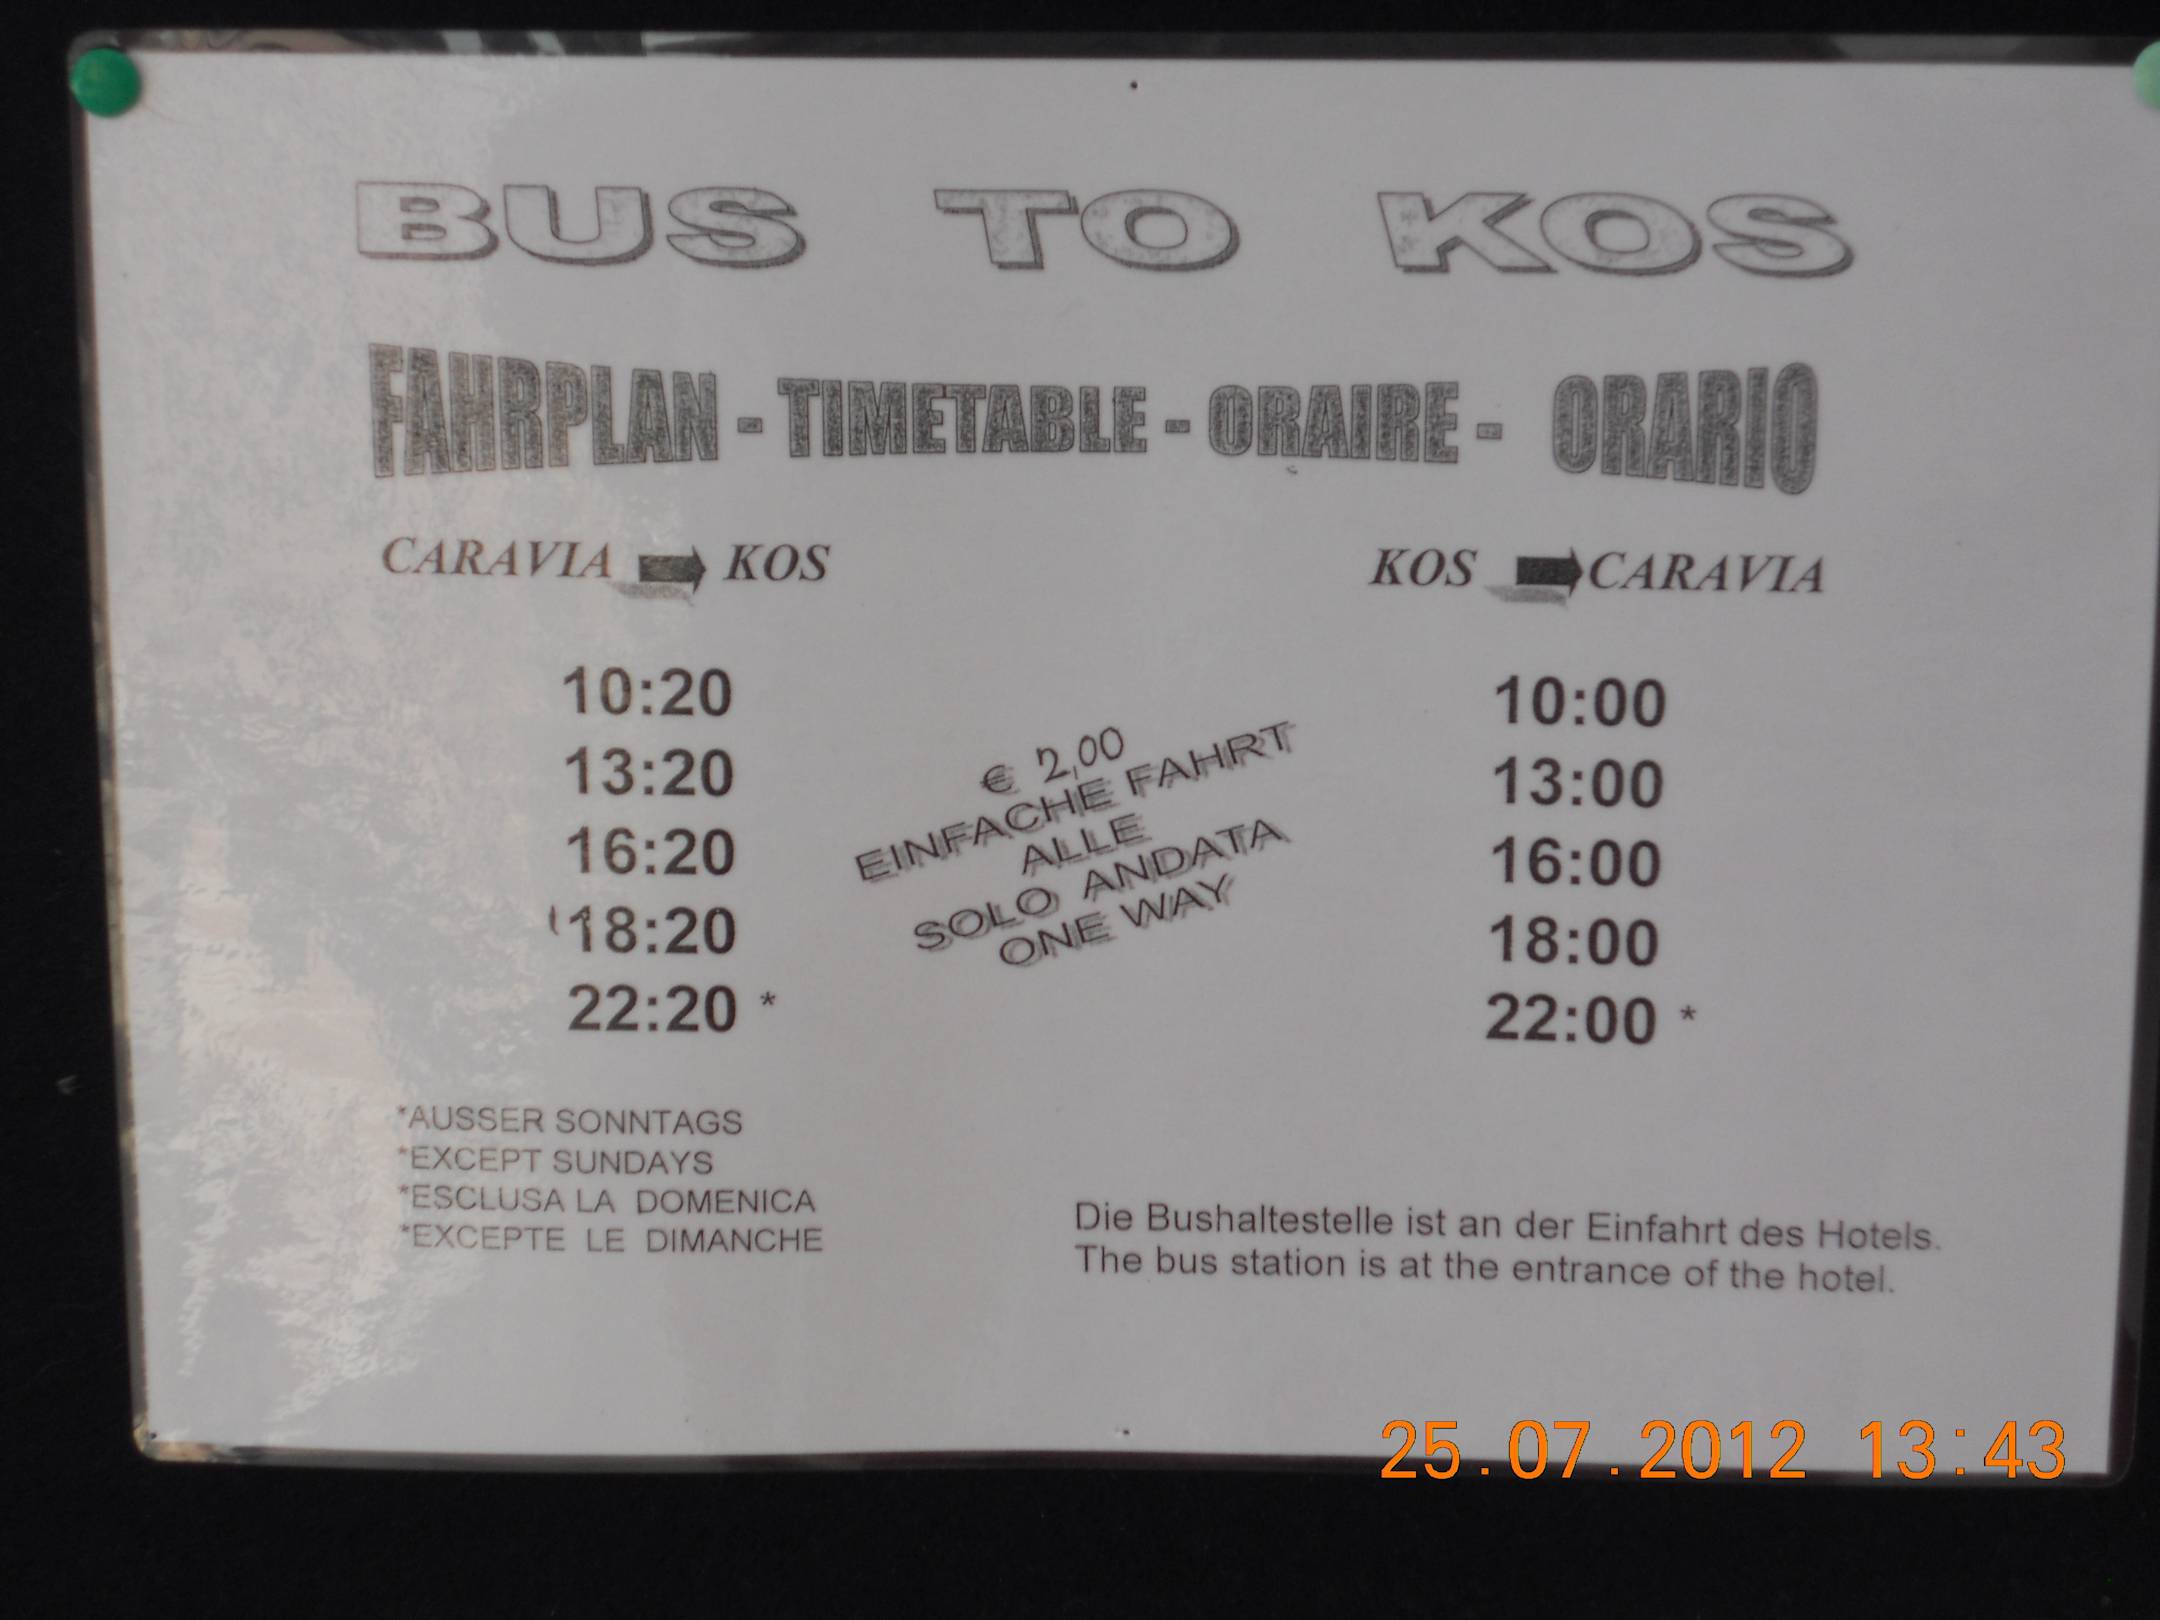 BUS TO KOS
FAHRPLAN - TIMETABLE - ORAIRE - ORARIO
CARAVIA KOS
10:20
13:20
16:20
18:20
22:20 *
€ 2,00
EINFACHE FAHRT
ALLE
SOLO ANDATA
ONE WAY
KOS CARAVIA
10:00
13:00
16:00
18:00
22:00 *
*AUSSER SONNTAGS
*EXCEPT SUNDAYS
*ESCLUSA LA DOMENICA
*EXCEPTE LE DIMANCHE
Die Bushaltestelle ist an der Einfahrt des Hotels.
The bus station is at the entrance of the hotel.
25.07.2012 13:43